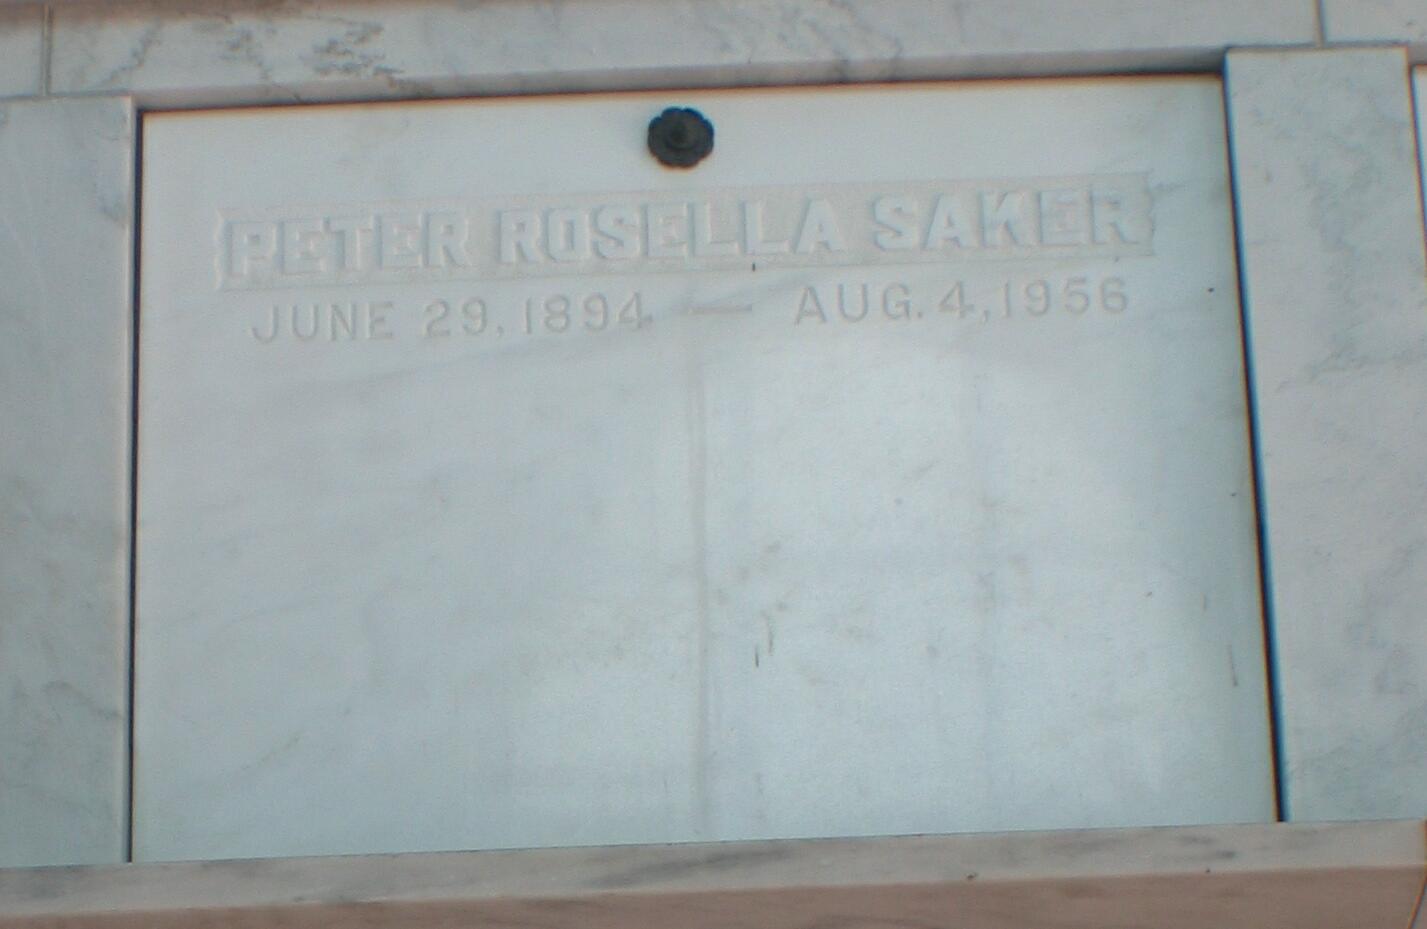 PETER ROSELLA SAKER
JUNE 29, 1894 — AUG. 4, 1956